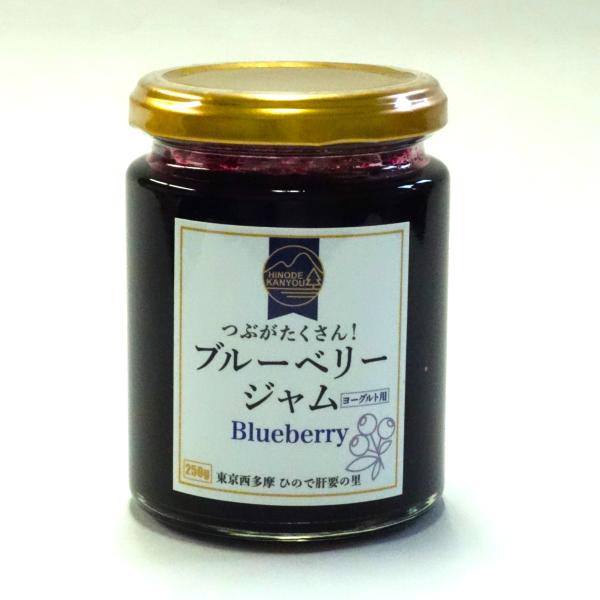 HINODE
KANYOU
つぶがたくさん!
ブルーベリー
ジャム ヨーグルト用
Blueberry
250g 東京西多摩 ひので肝要の里